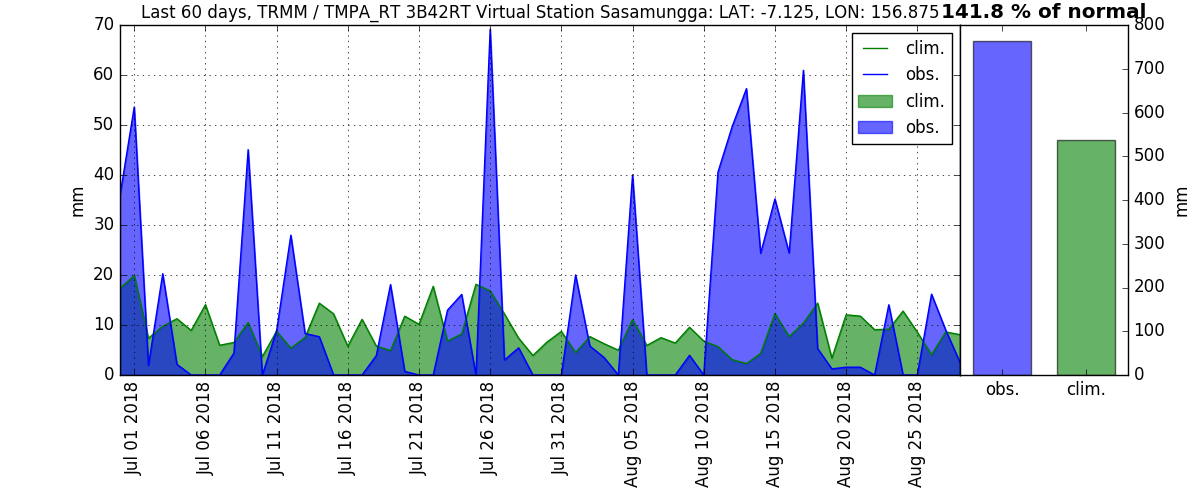 Last 60 days, TRMM / TMPA_RT 3B42RT Virtual Station Sasamungga: LAT: -7.125, LON: 156.875
141.8 % of normal
70
60
50
40
30
20
10
0
mm
clim.
obs.
clim.
obs.
Jul 01 2018
Jul 06 2018
Jul 11 2018
Jul 16 2018
Jul 21 2018
Jul 26 2018
Jul 31 2018
Aug 05 2018
Aug 10 2018
Aug 15 2018
Aug 20 2018
Aug 25 2018
800
700
600
500
400
300
200
100
0
mm
obs.
clim.